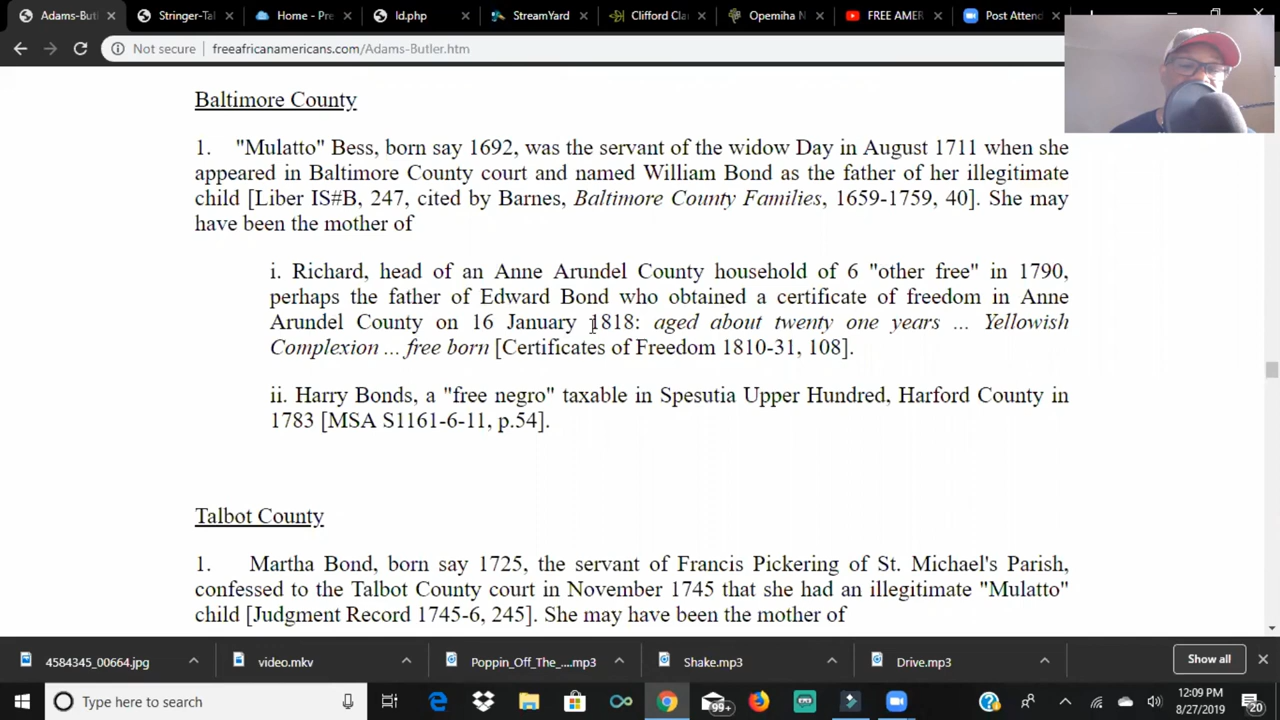 Adams-Butl
Stringer-Tal
Home - Pre
ld.php
StreamYard
Clifford Cla
Opemiha N
FREE AMER
Post Attend
Not secure
freeafricanamericans.com/Adams-Butler.htm
Baltimore County
1. "Mulatto" Bess, born say 1692, was the servant of the widow Day in August 1711 when she
appeared in Baltimore County court and named William Bond as the father of her illegitimate
child [Liber IS#B, 247, cited by Barnes, Baltimore County Families, 1659-1759, 40]. She may
have been the mother of
i. Richard, head of an Anne Arundel County household of 6 "other free" in 1790,
perhaps the father of Edward Bond who obtained a certificate of freedom in Anne
Arundel County on 16 January 1818: aged about twenty one years ... Yellowish
Complexion ... free born [Certificates of Freedom 1810-31, 108].
ii. Harry Bonds, a "free negro" taxable in Spesutia Upper Hundred, Harford County in
1783 [MSA S1161-6-11, p.54].
Talbot County
1. Martha Bond, born say 1725, the servant of Francis Pickering of St. Michael's Parish,
confessed to the Talbot County court in November 1745 that she had an illegitimate "Mulatto"
child [Judgment Record 1745-6, 245]. She may have been the mother of
4584345_00664.jpg
video.mkv
Poppin_Off_The_....mp3
Shake.mp3
Drive.mp3
Show all
Type here to search
99+
12:09 PM
8/27/2019
20